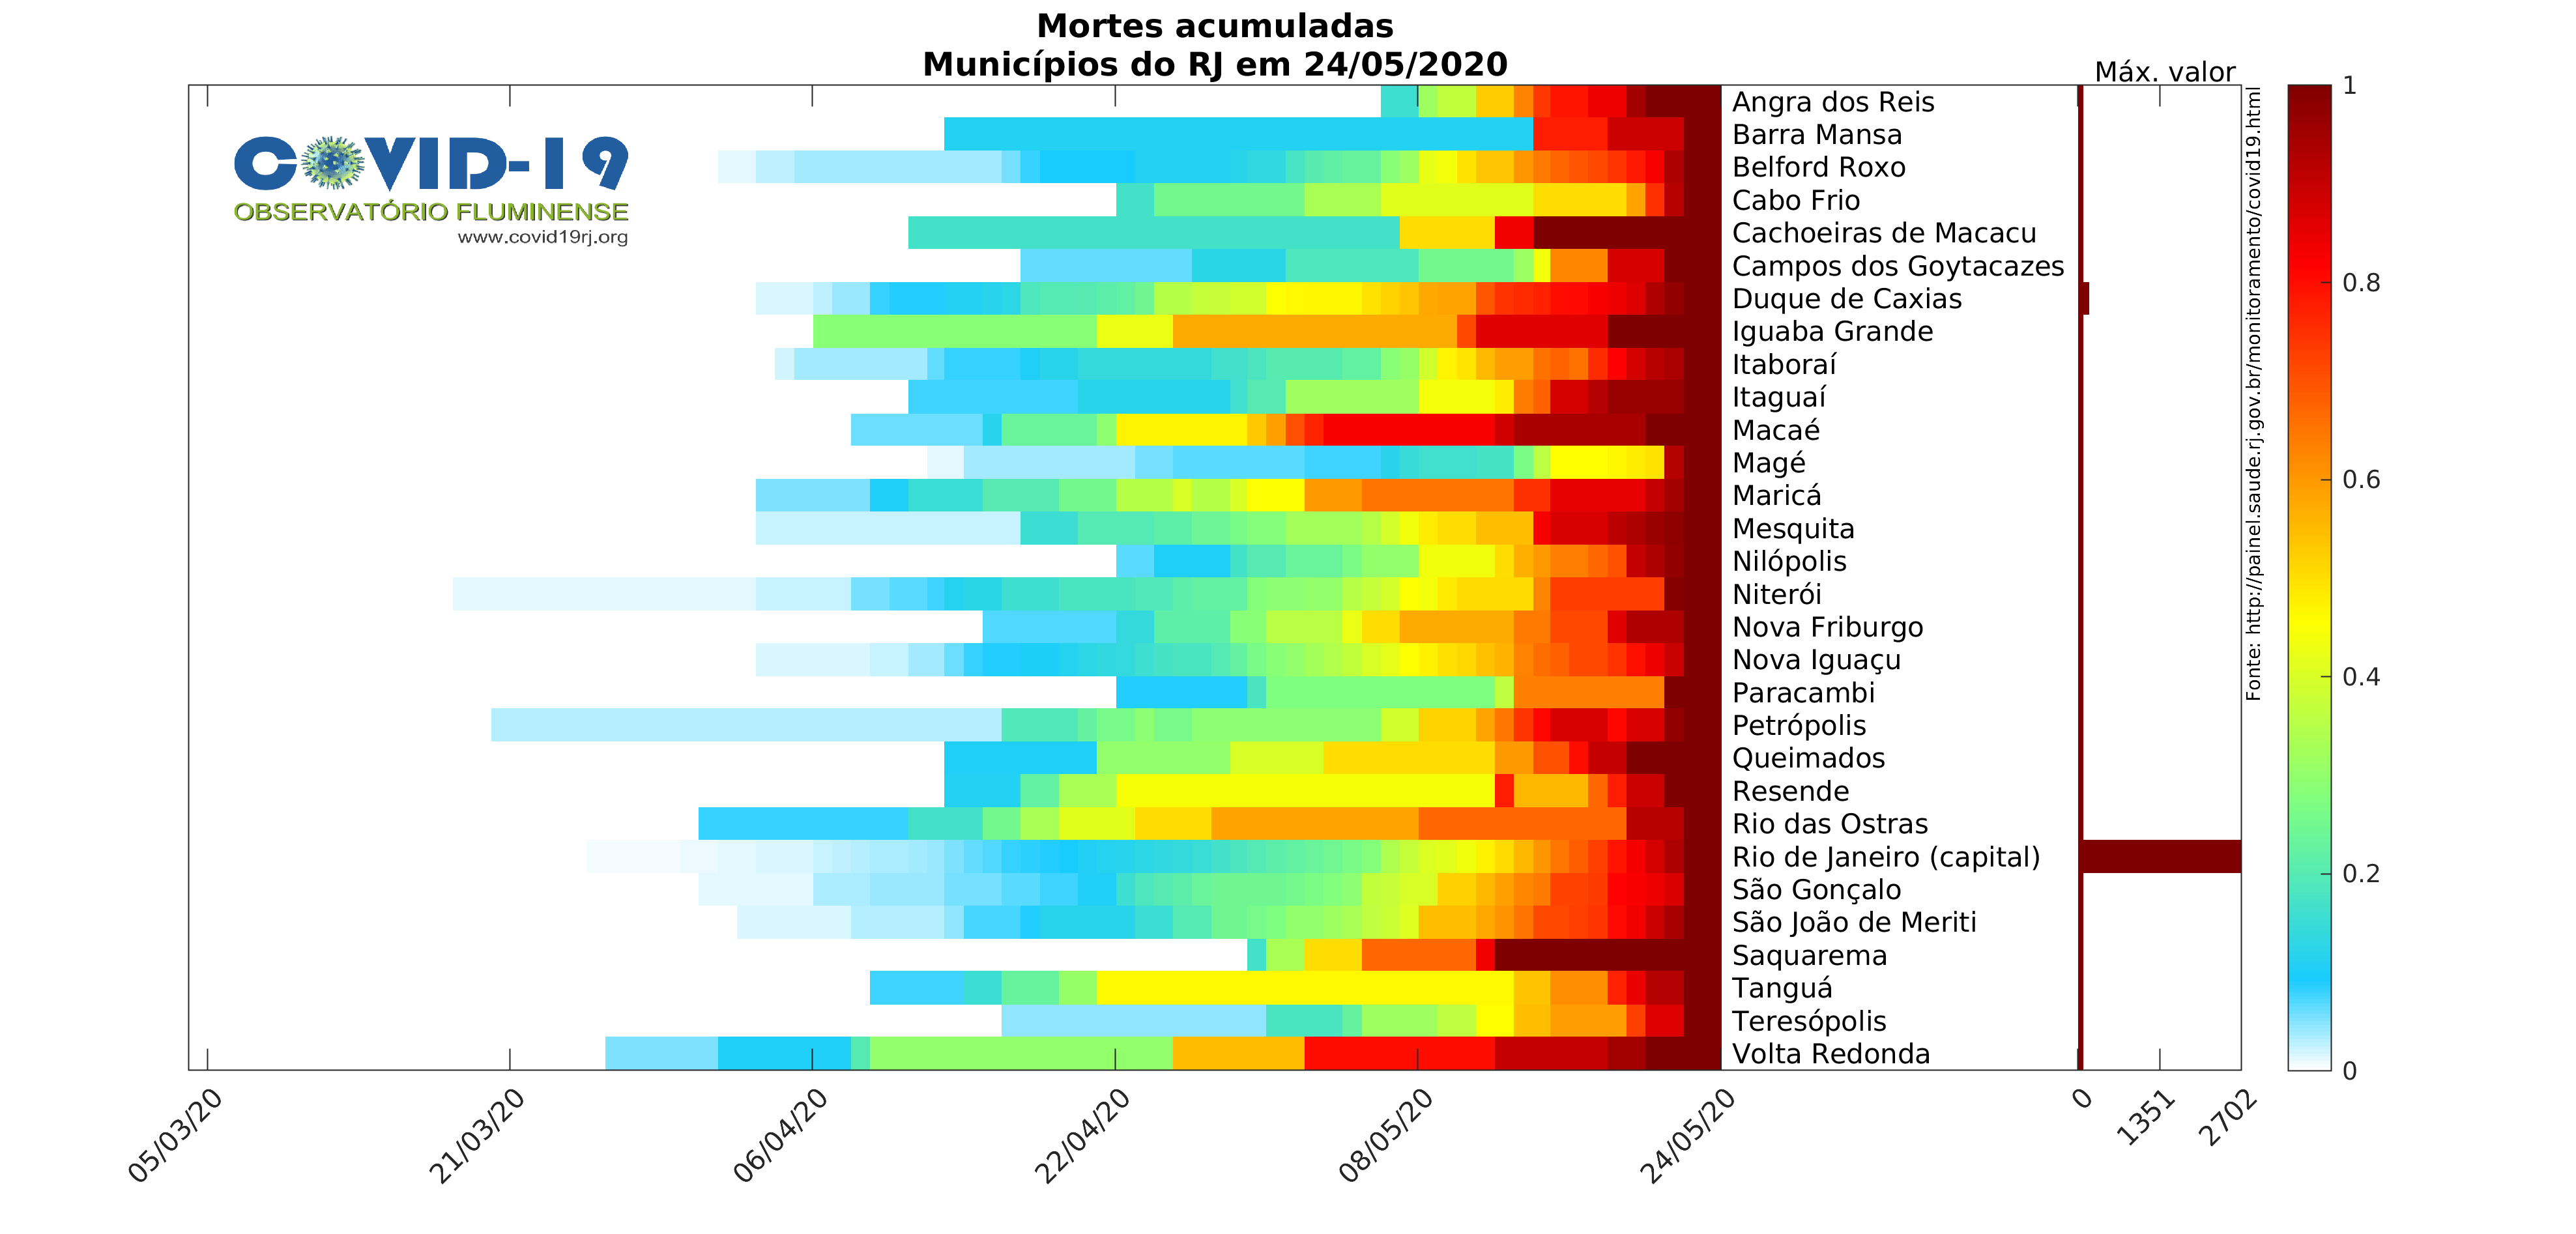 Mortes acumuladas
Municípios do RJ em 24/05/2020
Máx. valor
COVID-19
OBSERVATÓRIO FLUMINENSE
www.covid19rj.org
Angra dos Reis
Barra Mansa
Belford Roxo
Cabo Frio
Cachoeiras de Macacu
Campos dos Goytacazes
Duque de Caxias
Iguaba Grande
Itaboraí
Itaguaí
Macaé
Magé
Maricá
Mesquita
Nilópolis
Niterói
Nova Friburgo
Nova Iguaçu
Paracambi
Petrópolis
Queimados
Resende
Rio das Ostras
Rio de Janeiro (capital)
São Gonçalo
São João de Meriti
Saquarema
Tanguá
Teresópolis
Volta Redonda
Fonte: http://painel.saude.rj.gov.br/monitoramento/covid19.html
1
0.8
0.6
0.4
0.2
0
05/03/20
21/03/20
06/04/20
22/04/20
08/05/20
24/05/20
0
1351
2702